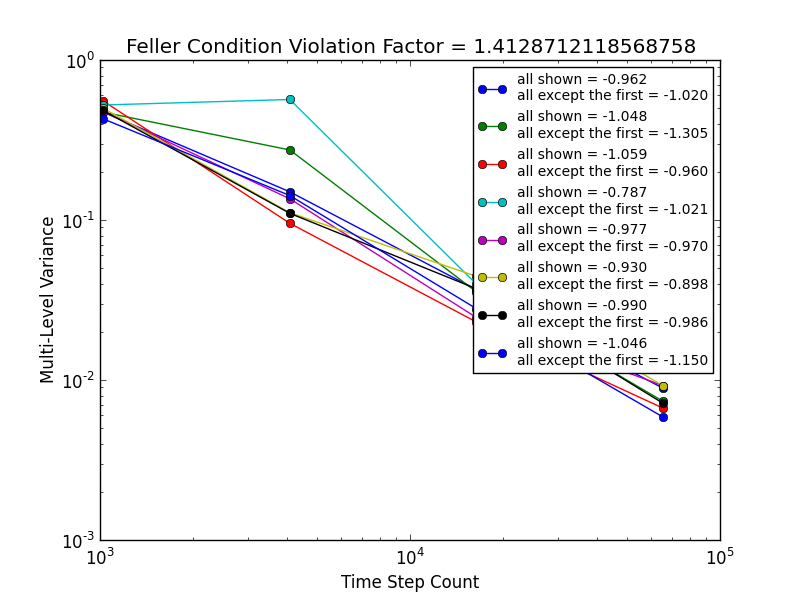 Feller Condition Violation Factor = 1.4128712118568758
10^0
10^-1
10^-2
10^-3
Multi-Level Variance
all shown = -0.962
all except the first = -1.020
all shown = -1.048
all except the first = -1.305
all shown = -1.059
all except the first = -0.960
all shown = -0.787
all except the first = -1.021
all shown = -0.977
all except the first = -0.970
all shown = -0.930
all except the first = -0.898
all shown = -0.990
all except the first = -0.986
all shown = -1.046
all except the first = -1.150
10^3
10^4
10^5
Time Step Count